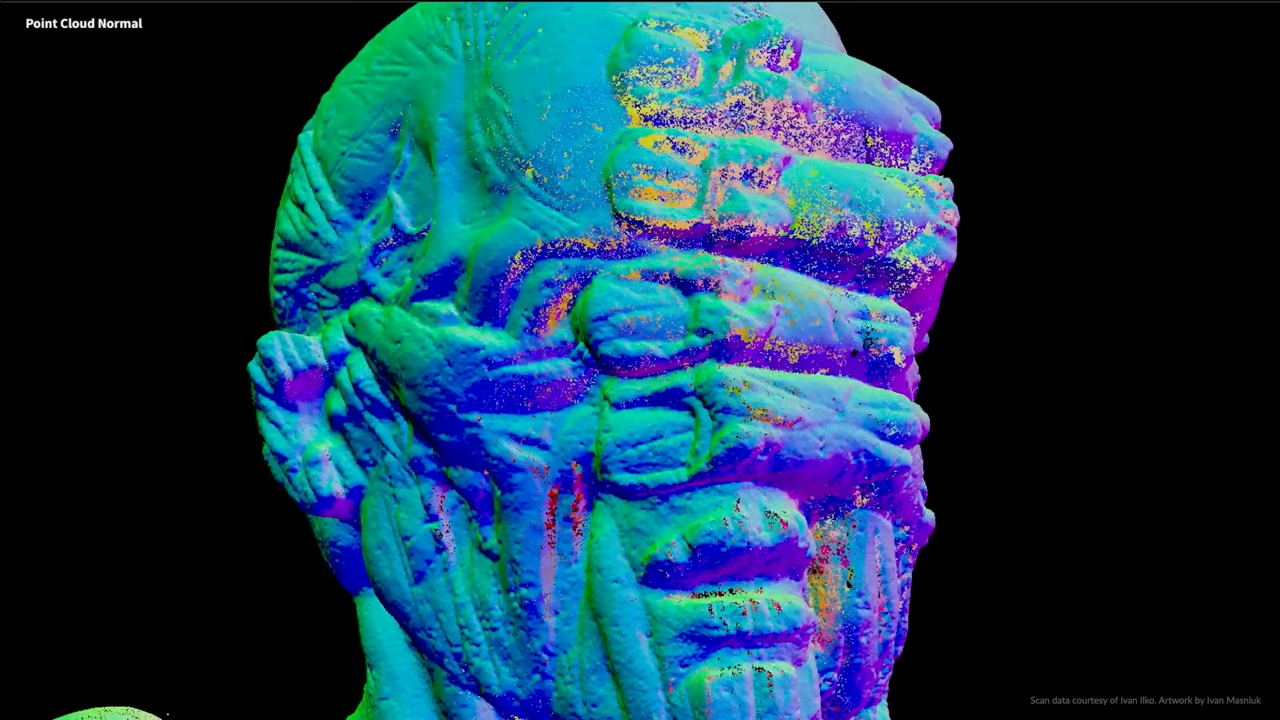 Point Cloud Normal
Scan data courtesy of Ivan Ilko. Artwork by Ivan Masniuk